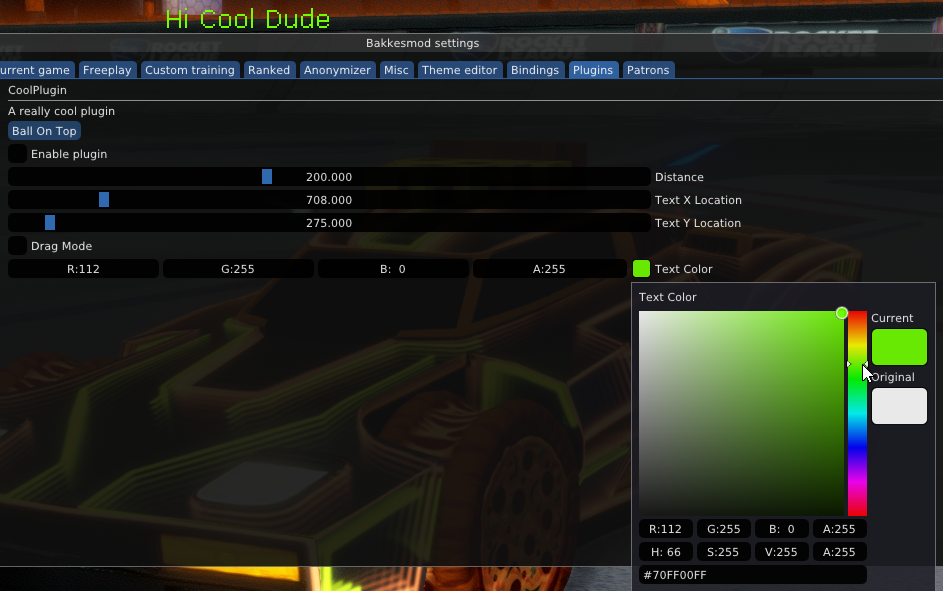 Hi Cool Dude
ROCKET
Bakkesmod settings
urrent game Freeplay Custom training Ranked Anonymizer Misc Theme editor Bindings Plugins Patrons
CoolPlugin
A really cool plugin
Ball On Top
Enable plugin
200.000 Distance
708.000 Text X Location
275.000 Text Y Location
Drag Mode
R:112 G:255 B: 0 A:255 Text Color
Text Color
Current
Original
R:112 G:255 B: 0 A:255
H: 66 S:255 V:255 A:255
#70FF00FF